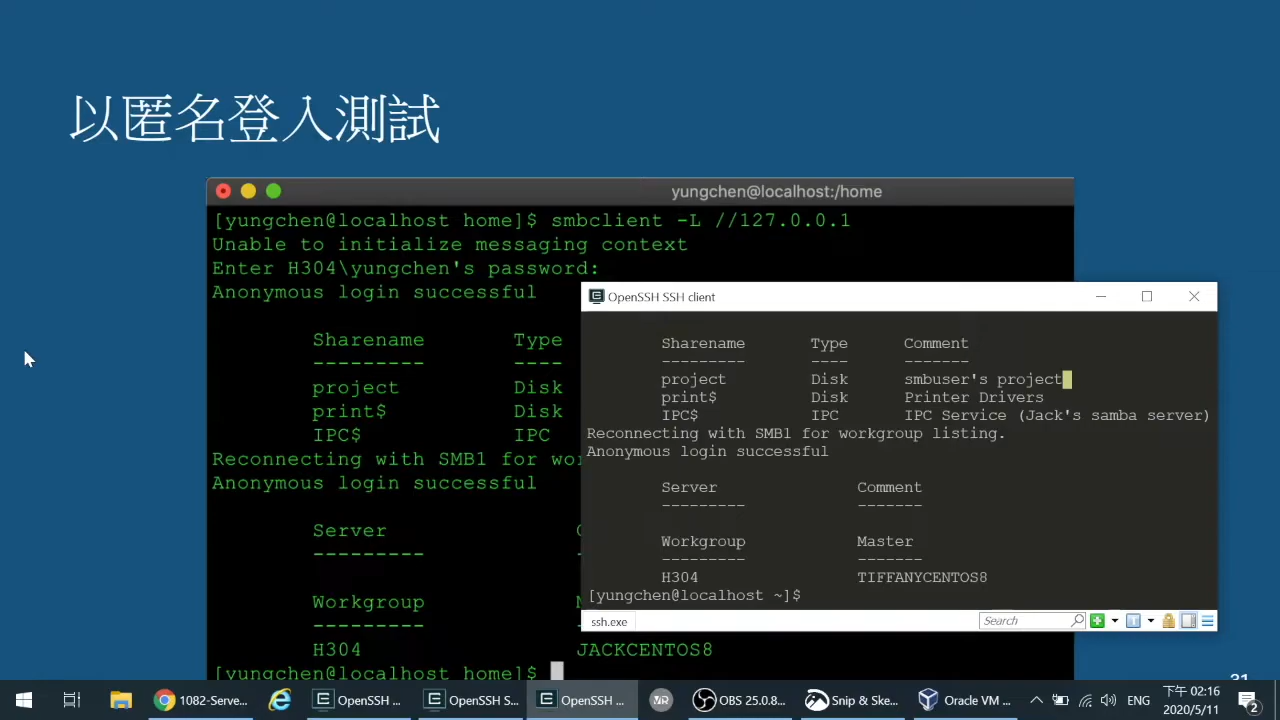 以匿名登入測試
yungchen@localhost:/home
[yungchen@localhost home]$ smbclient -L //127.0.0.1
Unable to initialize messaging context
Enter H304\yungchen's password:
Anonymous login successful
Sharename Type
--------- ----
project Disk
print$ Disk
IPC$ IPC
Reconnecting with SMB1 for
Anonymous login successful
Server
---------
Workgroup
---------
H304 JACKCENTOS8
[yungchen@localhost home]$
OpenSSH SSH client
Sharename Type Comment
--------- ---- -------
project Disk smbuser's project
print$ Disk Printer Drivers
IPC$ IPC IPC Service (Jack's samba server)
Reconnecting with SMB1 for workgroup listing.
Anonymous login successful
Server Comment
--------- -------
Workgroup Master
--------- -------
H304 TIFFANYCENTOS8
[yungchen@localhost ~]$
ssh.exe Search
1082-Serve... OpenSSH ... OpenSSH S... OpenSSH ... OBS 25.0.8... Snip & Ske... Oracle VM ... ENG 下午 02:16
2020/5/11 2